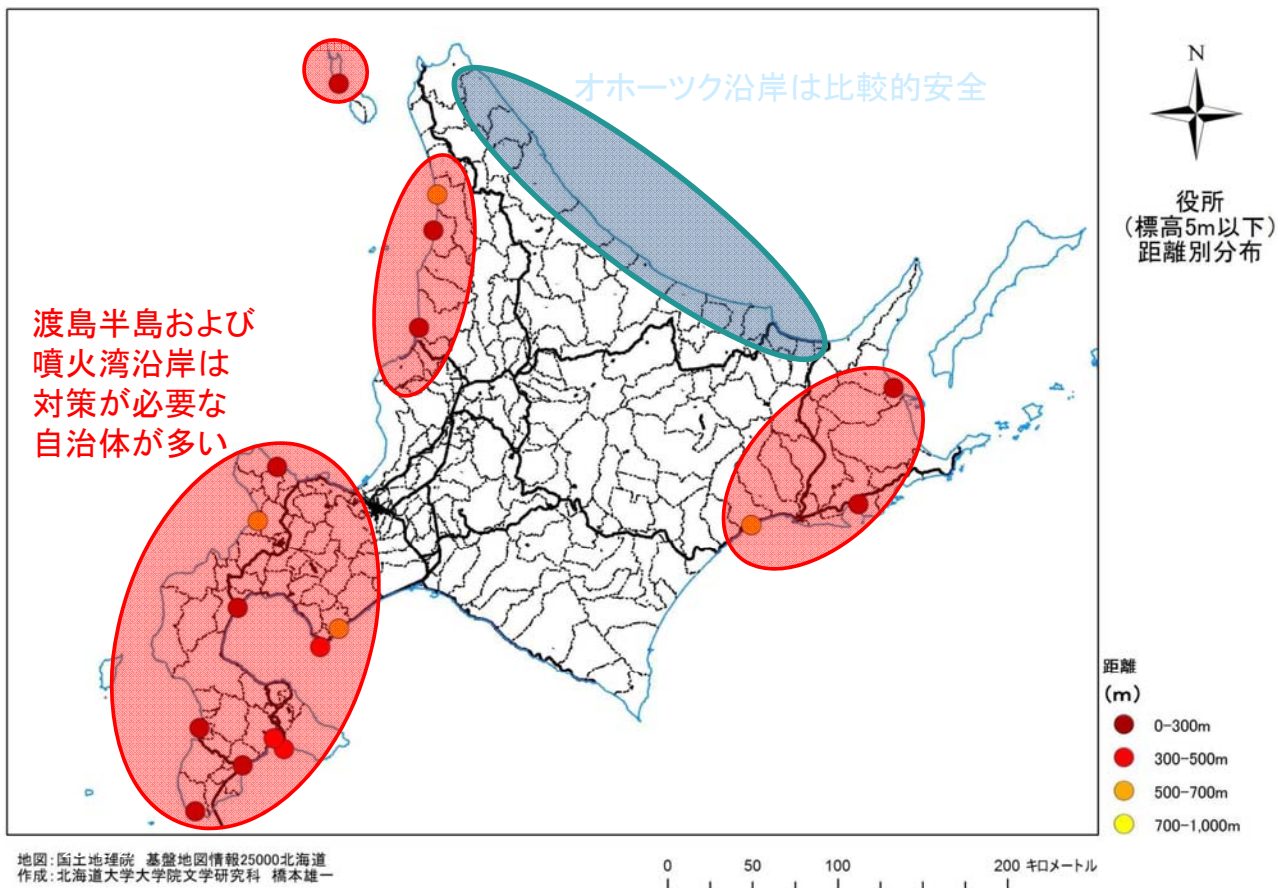 オホーツク沿岸は比較的安全
N
役所
(標高5m以下)
距離別分布
渡島半島および
噴火湾沿岸は
対策が必要な
自治体が多い
距離
(m)
0-300m
300-500m
500-700m
700-1,000m
地図:国土地理院 基盤地図情報25000北海道
作成:北海道大学大学院文学研究科 橋本雄一
0 50 100 200 キロメートル